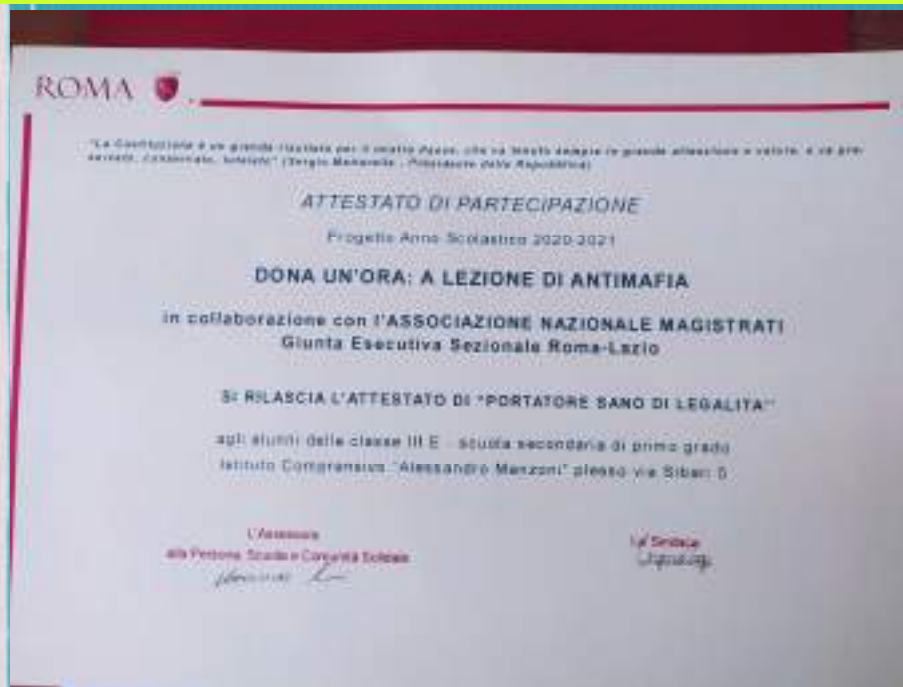 ROMA
"La Costituzione è un grande risultato per il nostro Paese, che va tenuto sempre in grande attenzione e valore, e va pre-
servato, conservato, tutelato" (Sergio Mattarella - Presidente della Repubblica)
ATTESTATO DI PARTECIPAZIONE
Progetto Anno Scolastico 2020-2021
DONA UN'ORA: A LEZIONE DI ANTIMAFIA
in collaborazione con l'ASSOCIAZIONE NAZIONALE MAGISTRATI
Giunta Esecutiva Sezionale Roma-Lazio
SI RILASCIA L'ATTESTATO DI "PORTATORE SANO DI LEGALITA'"
agli alunni delle classe III E - scuola secondaria di primo grado
Istituto Comprensivo "Alessandro Manzoni" plesso via Sibari 5
L'Assessora
alla Persona, Scuola e Comunità Solidale
La Sindaca